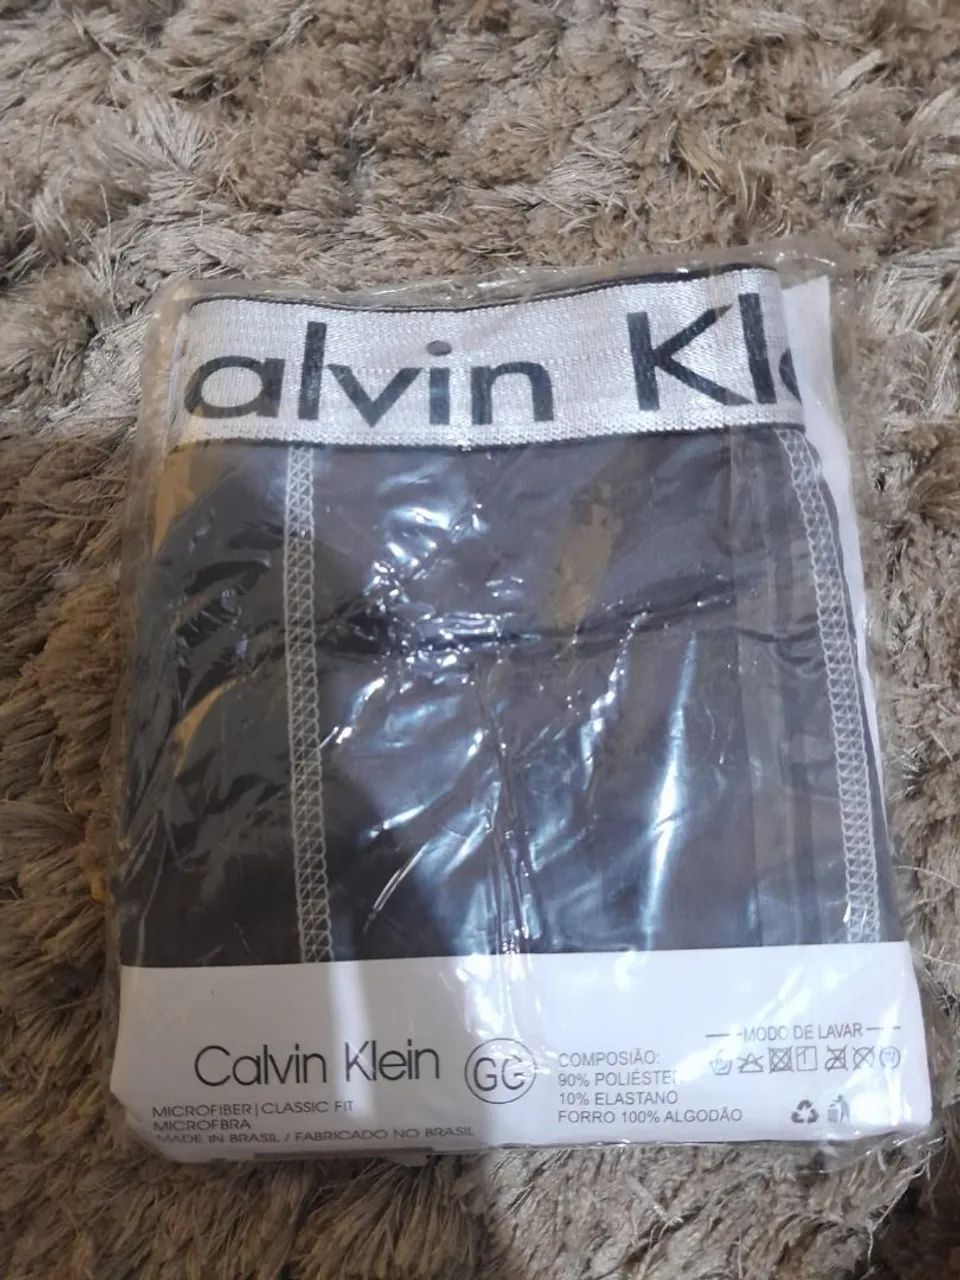 alvin Kl
Calvin Klein
GG
MICROFIBER | CLASSIC FIT
MICROFBRA
MADE IN BRASIL / FABRICADO NO BRASIL
COMPOSIÃO:
90% POLIÉSTE
10% ELASTANO
FORRO 100% ALGODÃO
MODO DE LAVAR